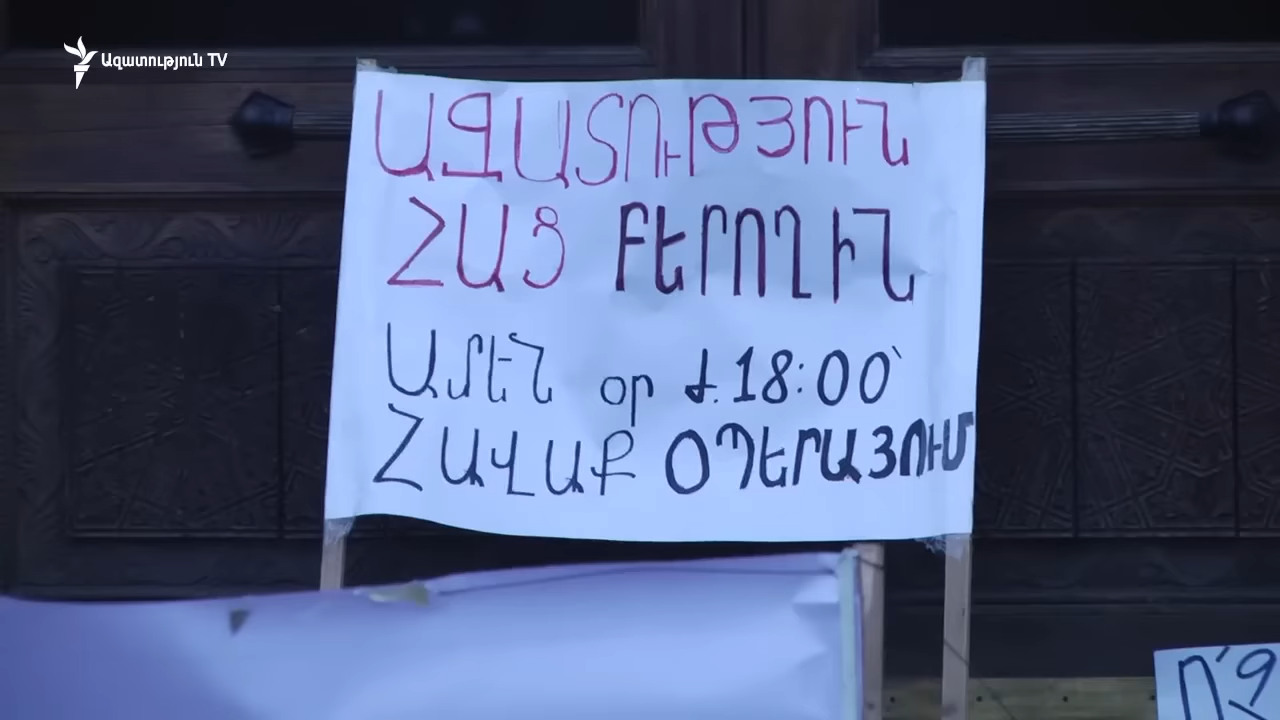 Ազատություն TV
ԱԶԱՏՈՒԹՅՈՒՆ
ՀԱՑ ԲԵՐՈՂԻՆ
ԱՄԵՆ օր Ժ.18:00՝
ՀԱՎԱՔ ՕՊԵՐԱՅՈՒՄ
Ո՛Չ